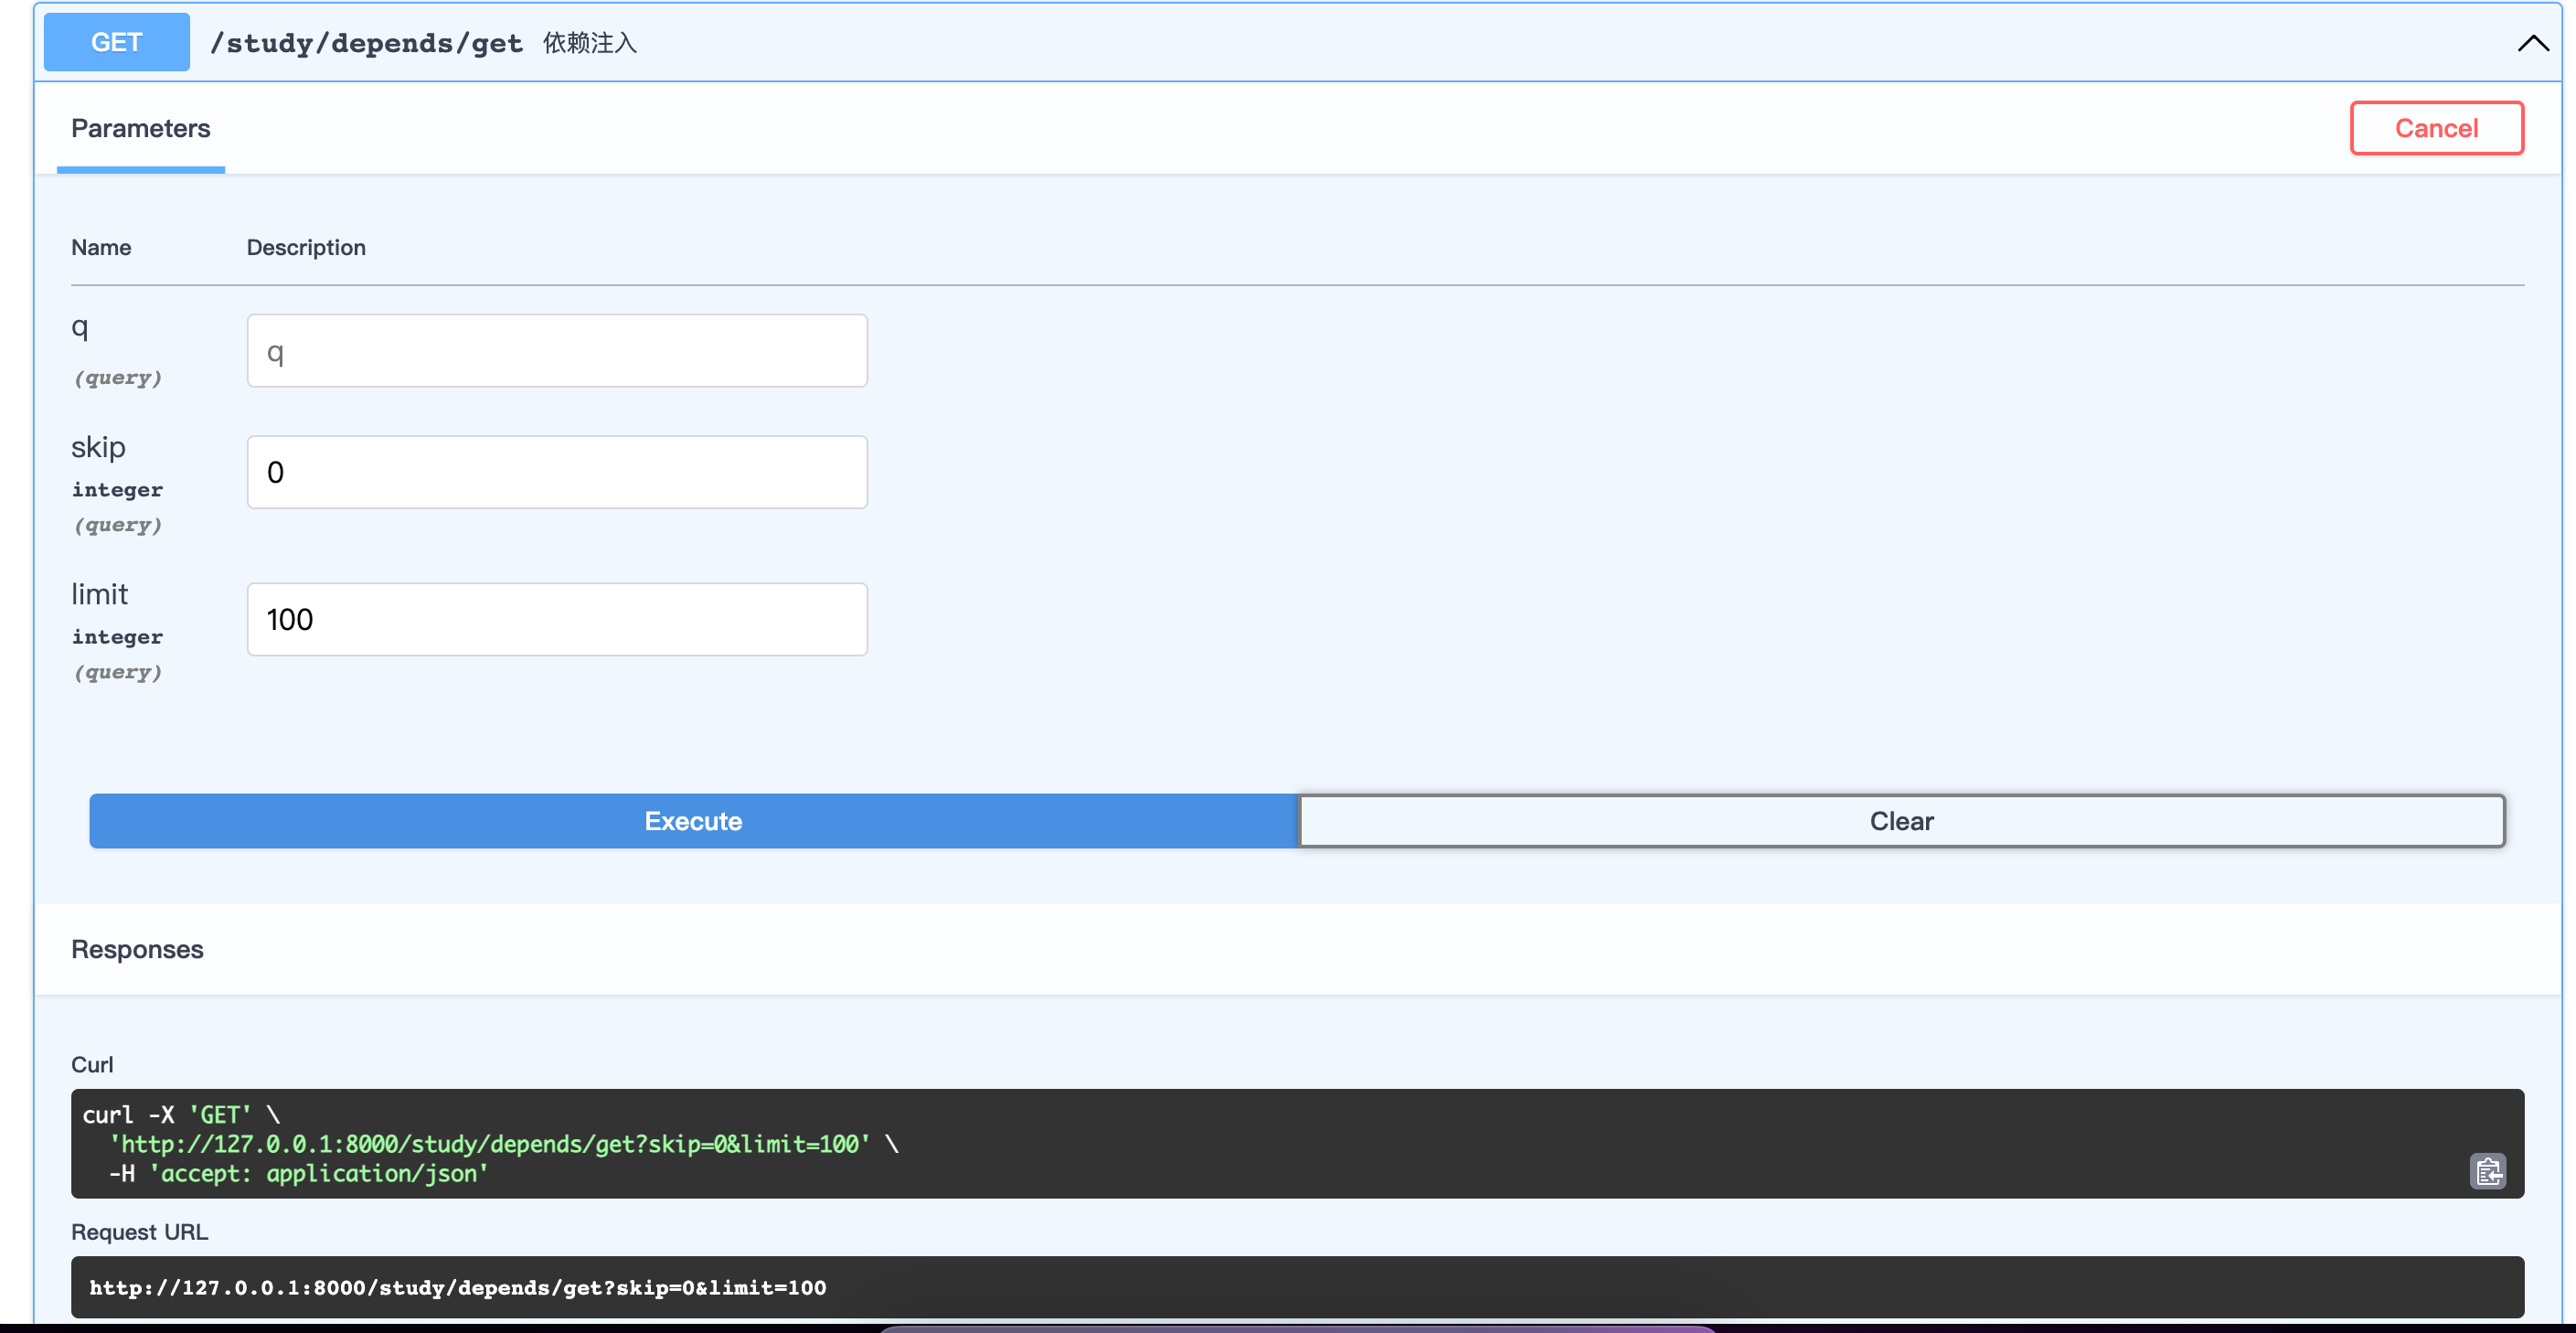 GET /study/depends/get 依赖注入
Parameters
Cancel
Name Description
q
(query)
q
skip
integer
(query)
0
limit
integer
(query)
100
Execute
Clear
Responses
Curl
curl -X 'GET' \
  'http://127.0.0.1:8000/study/depends/get?skip=0&limit=100' \
  -H 'accept: application/json'
Request URL
http://127.0.0.1:8000/study/depends/get?skip=0&limit=100